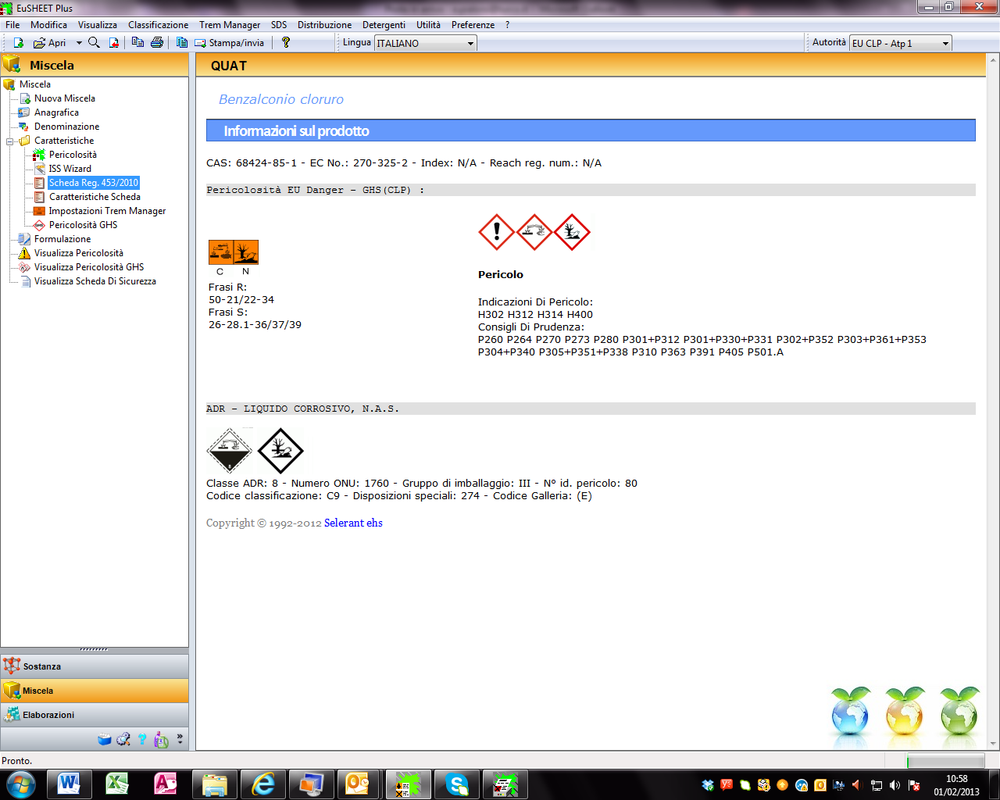 EuSHEET Plus
File Modifica Visualizza Classificazione Trem Manager SDS Distribuzione Detergenti Utilità Preferenze ?
Apri Stampa/invia Lingua ITALIANO Autorità EU CLP - Atp 1
Miscela
QUAT
Miscela
Nuova Miscela
Anagrafica
Denominazione
Caratteristiche
Pericolosità
ISS Wizard
Scheda Reg. 453/2010
Caratteristiche Scheda
Impostazioni Trem Manager
Pericolosità GHS
Formulazione
Visualizza Pericolosità
Visualizza Pericolosità GHS
Visualizza Scheda Di Sicurezza
Benzalconio cloruro
Informazioni sul prodotto
CAS: 68424-85-1 - EC No.: 270-325-2 - Index: N/A - Reach reg. num.: N/A
Pericolosità EU Danger - GHS(CLP) :
C N
Frasi R:
50-21/22-34
Frasi S:
26-28.1-36/37/39
Pericolo
Indicazioni Di Pericolo:
H302 H312 H314 H400
Consigli Di Prudenza:
P260 P264 P270 P273 P280 P301+P312 P301+P330+P331 P302+P352 P303+P361+P353
P304+P340 P305+P351+P338 P310 P363 P391 P405 P501.A
ADR - LIQUIDO CORROSIVO, N.A.S.
8
Classe ADR: 8 - Numero ONU: 1760 - Gruppo di imballaggio: III - N° id. pericolo: 80
Codice classificazione: C9 - Disposizioni speciali: 274 - Codice Galleria: (E)
Copyright © 1992-2012 Selerant ehs
Sostanza
Miscela
Elaborazioni
Pronto.
10:58
01/02/2013